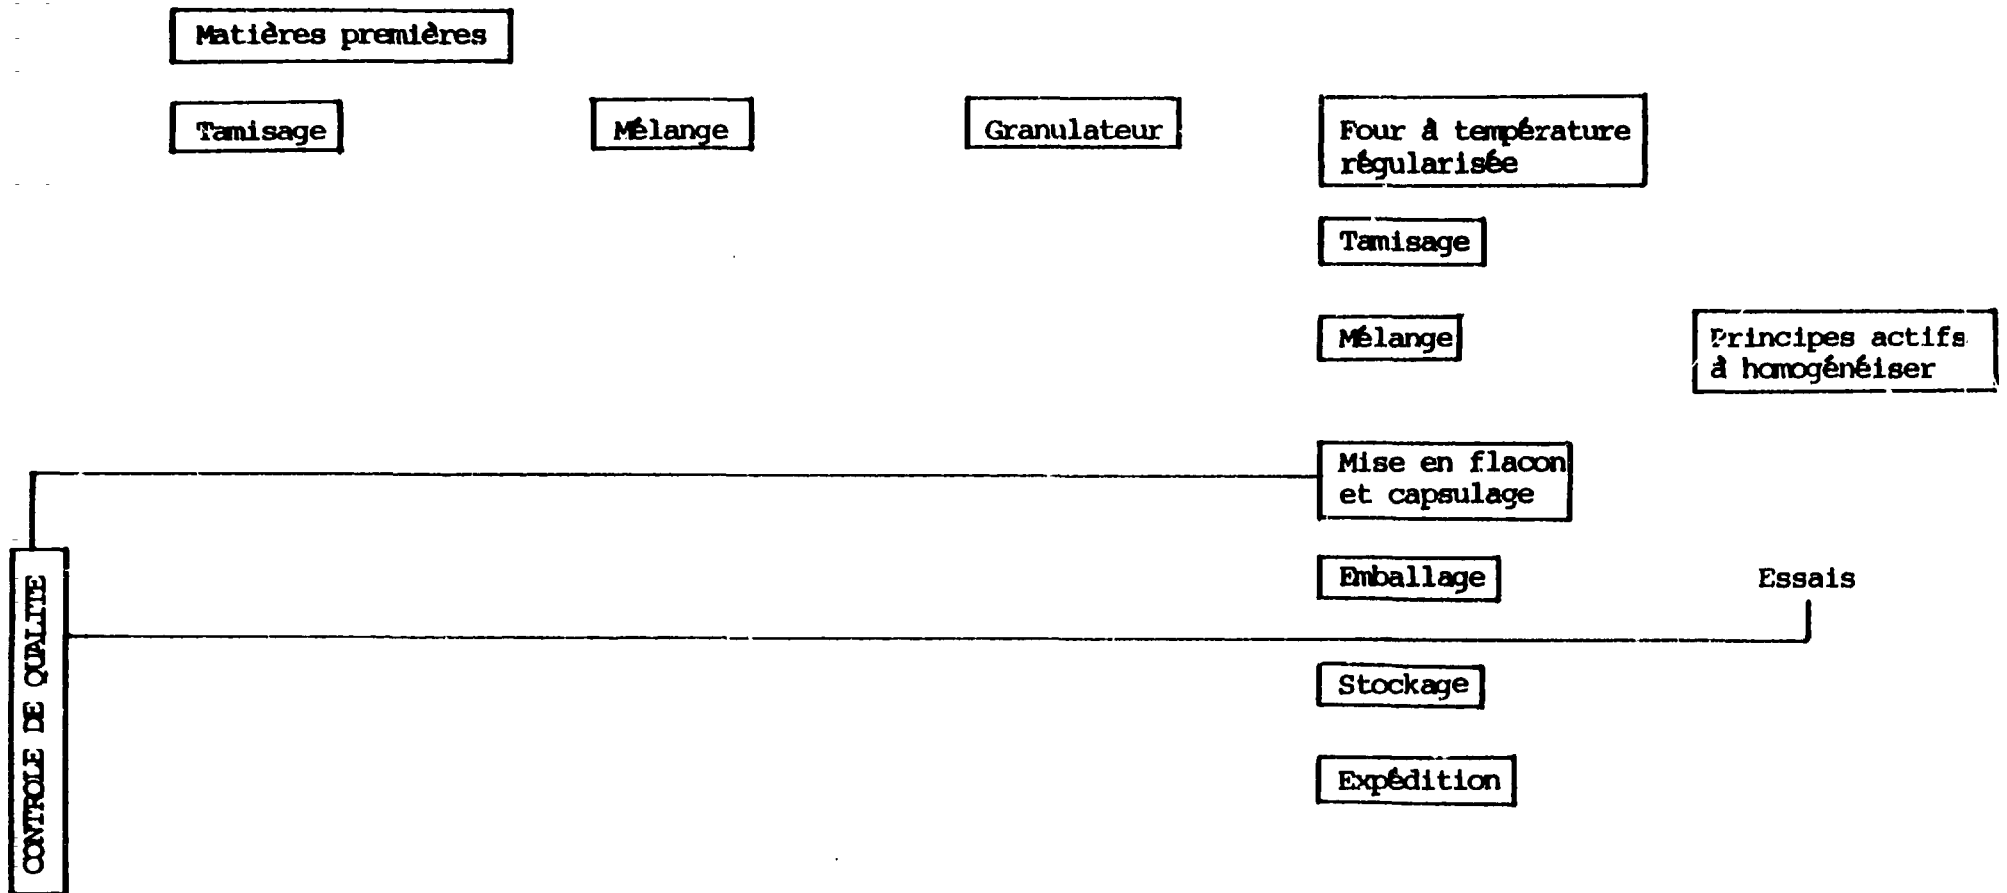 Matières premières
Tamisage
Mélange
Granulateur
Four à température
régularisée
Tamisage
Mélange
Principes actifs
à homogénéiser
Mise en flacon
et capsulage
Emballage
Essais
CONTROLE DE QUALITE
Stockage
Expédition